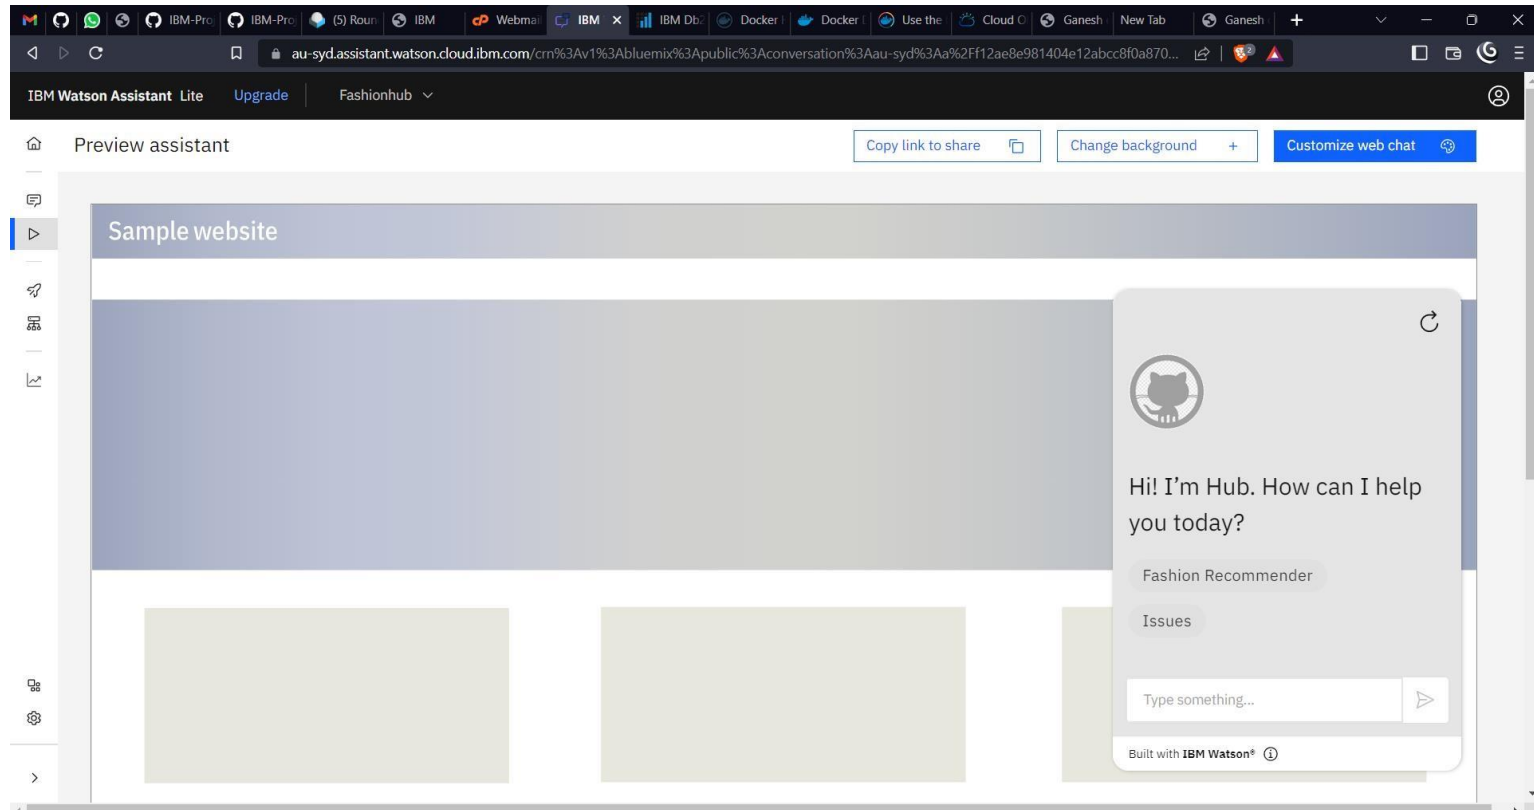 IBM-Pro
IBM-Pro
(5) Roun
IBM
Webmail
IBM
IBM Db2
Docker
Docker
Use the
Cloud O
Ganesh
New Tab
Ganesh
au-syd.assistant.watson.cloud.ibm.com/crn%3Av1%3Abluemix%3Apublic%3Aconversation%3Aau-syd%3Aa%2Ff12ae8e981404e12abcc8f0a870...
2
IBM Watson Assistant Lite Upgrade Fashionhub
Preview assistant
Copy link to share
Change background +
Customize web chat
Sample website
Hi! I'm Hub. How can I help
you today?
Fashion Recommender
Issues
Type something...
Built with IBM Watson®